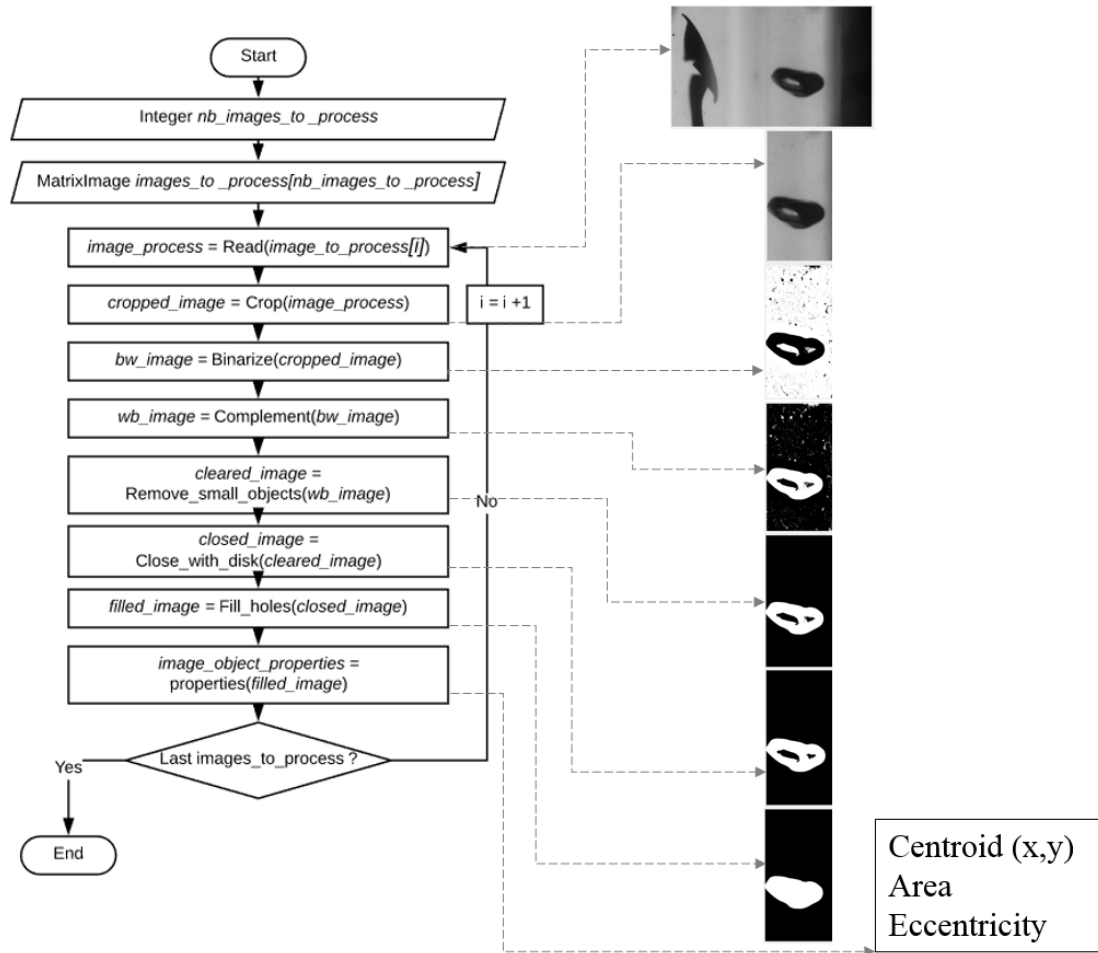 Start
Integer nb_images_to _process
MatrixImage images_to _process[nb_images_to _process]
image_process = Read(image_to_process[i])
cropped_image = Crop(image_process)
i = i +1
bw_image = Binarize(cropped_image)
wb_image = Complement(bw_image)
cleared_image =
Remove_small_objects(wb_image)
No
closed_image =
Close_with_disk(cleared_image)
filled_image = Fill_holes(closed_image)
image_object_properties =
properties(filled_image)
Last images_to_process ?
Yes
End
Centroid (x,y)
Area
Eccentricity